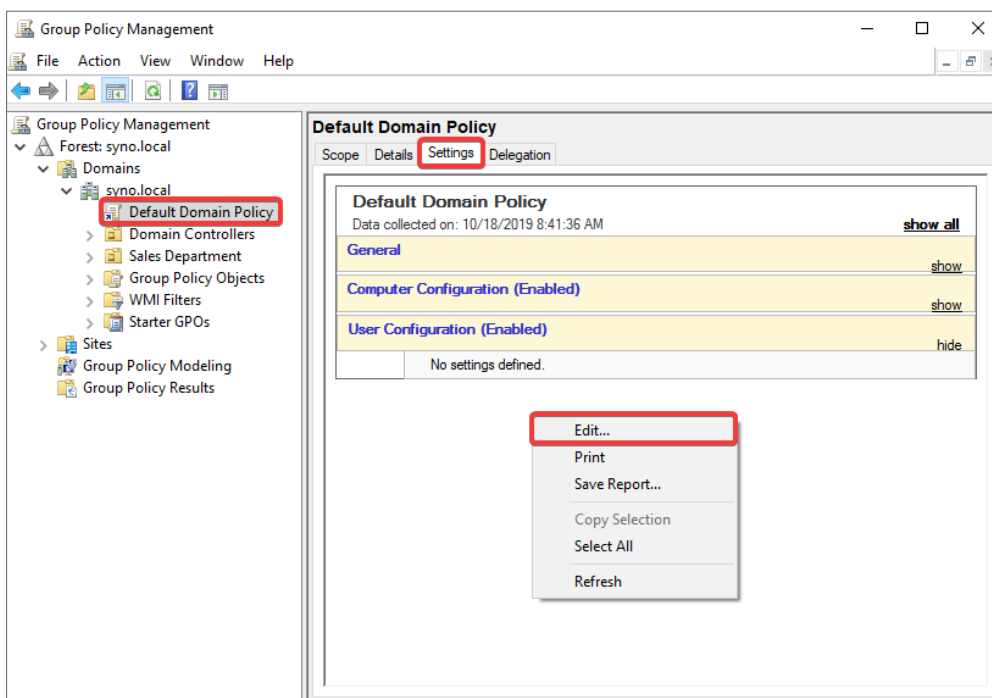 Group Policy Management
File Action View Window Help
Group Policy Management
Forest: syno.local
Domains
syno.local
Default Domain Policy
Domain Controllers
Sales Department
Group Policy Objects
WMI Filters
Starter GPOs
Sites
Group Policy Modeling
Group Policy Results
Default Domain Policy
Scope Details Settings Delegation
Default Domain Policy
Data collected on: 10/18/2019 8:41:36 AM show all
General
show
Computer Configuration (Enabled)
show
User Configuration (Enabled)
hide
No settings defined.
Edit...
Print
Save Report...
Copy Selection
Select All
Refresh